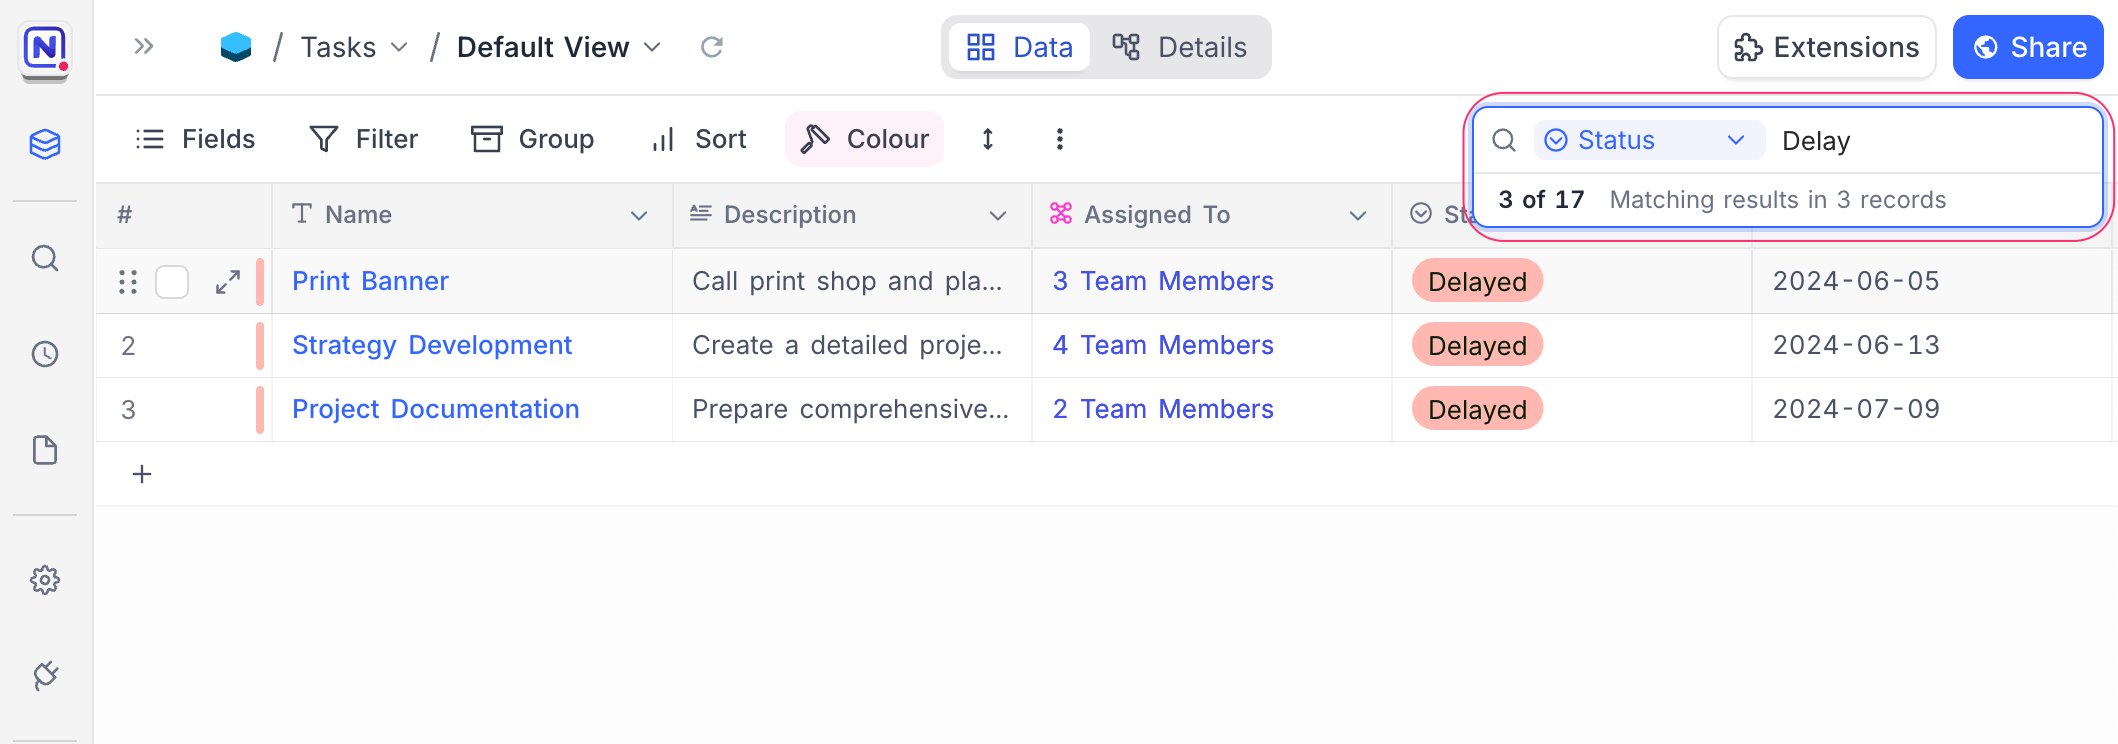 N
/ Tasks / Default View
Data Details
Extensions Share
Fields Filter Group Sort Colour
Status Delay
3 of 17 Matching results in 3 records
# Name Description Assigned To
Print Banner Call print shop and pla... 3 Team Members Delayed 2024-06-05
2 Strategy Development Create a detailed proje... 4 Team Members Delayed 2024-06-13
3 Project Documentation Prepare comprehensive... 2 Team Members Delayed 2024-07-09